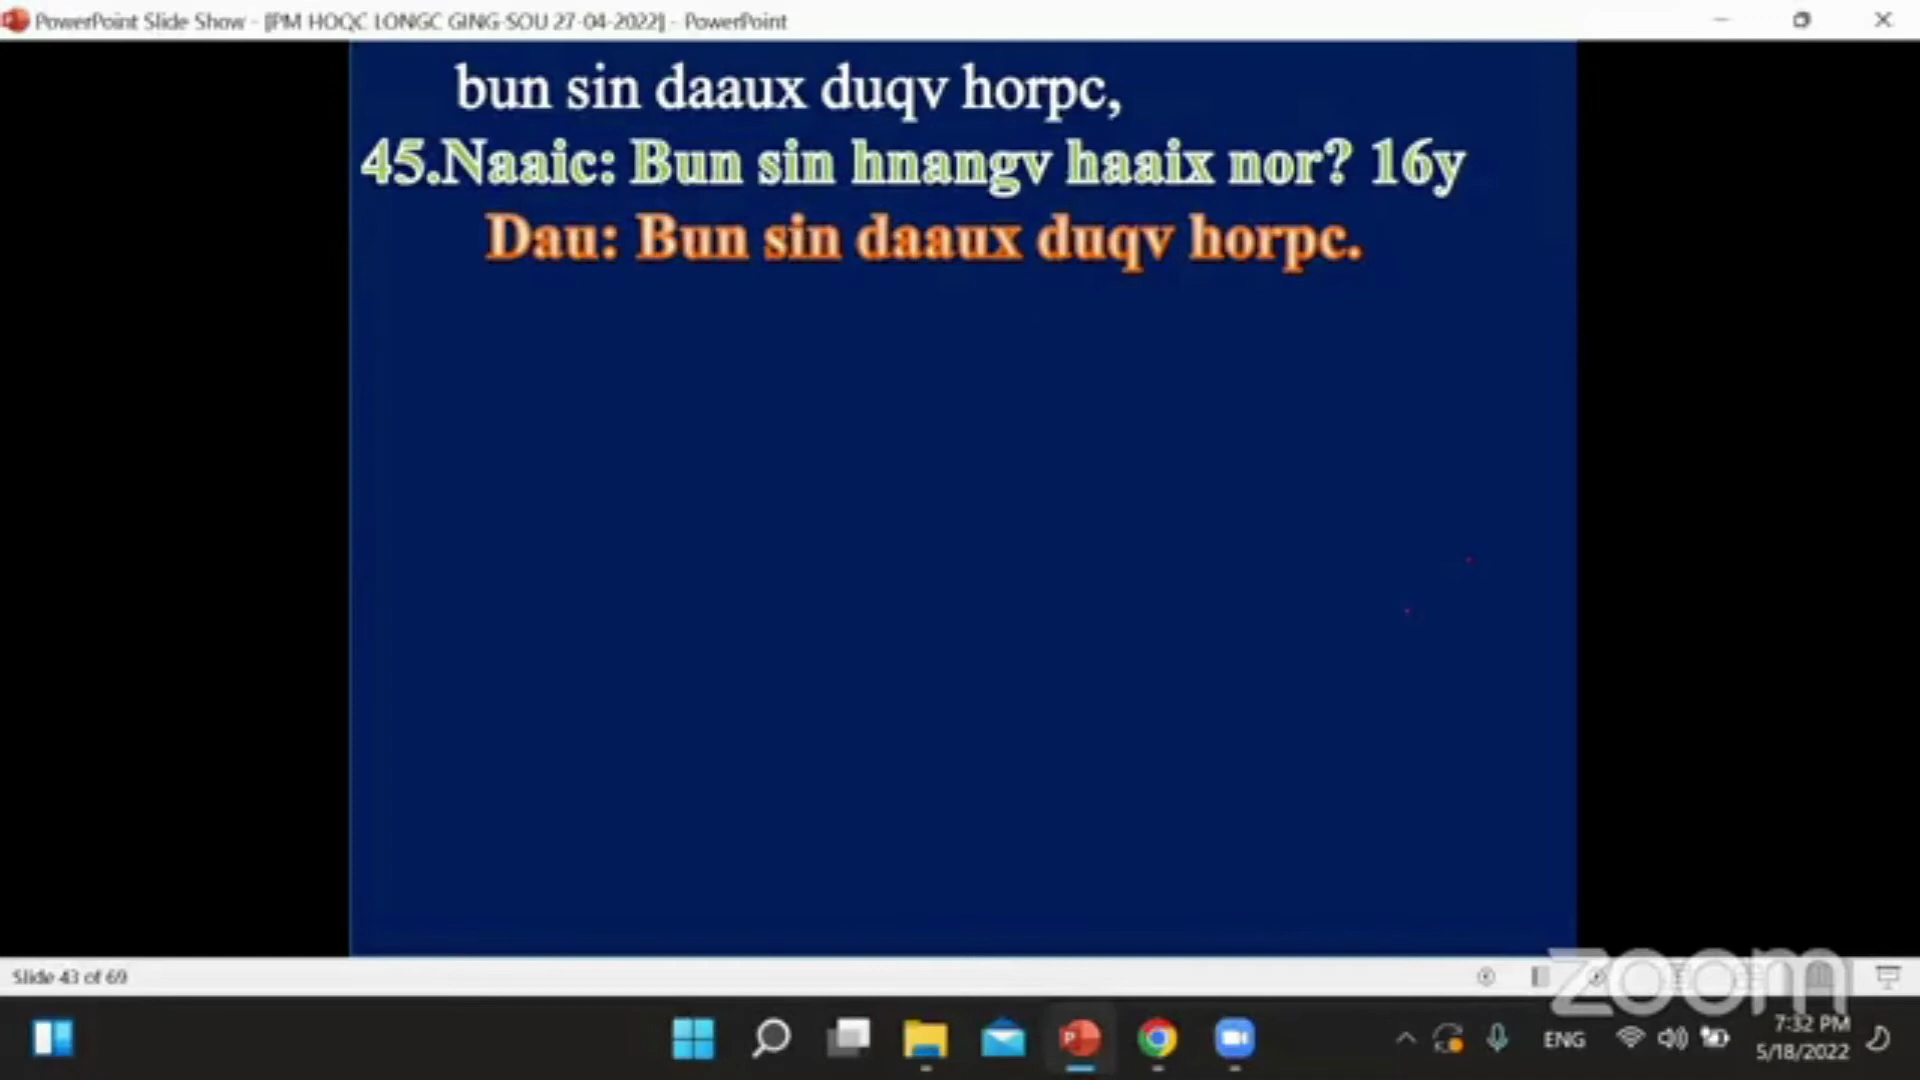 PowerPoint Slide Show - [PM HOQC LONGC GING-SOU 27-04-2022] - PowerPoint
bun sin daaux duqv horpc,
45.Naaic: Bun sin hnangv haaix nor? 16y
Dau: Bun sin daaux duqv horpc.
Slide 43 of 69
zoom
ENG
7:32 PM
5/18/2022